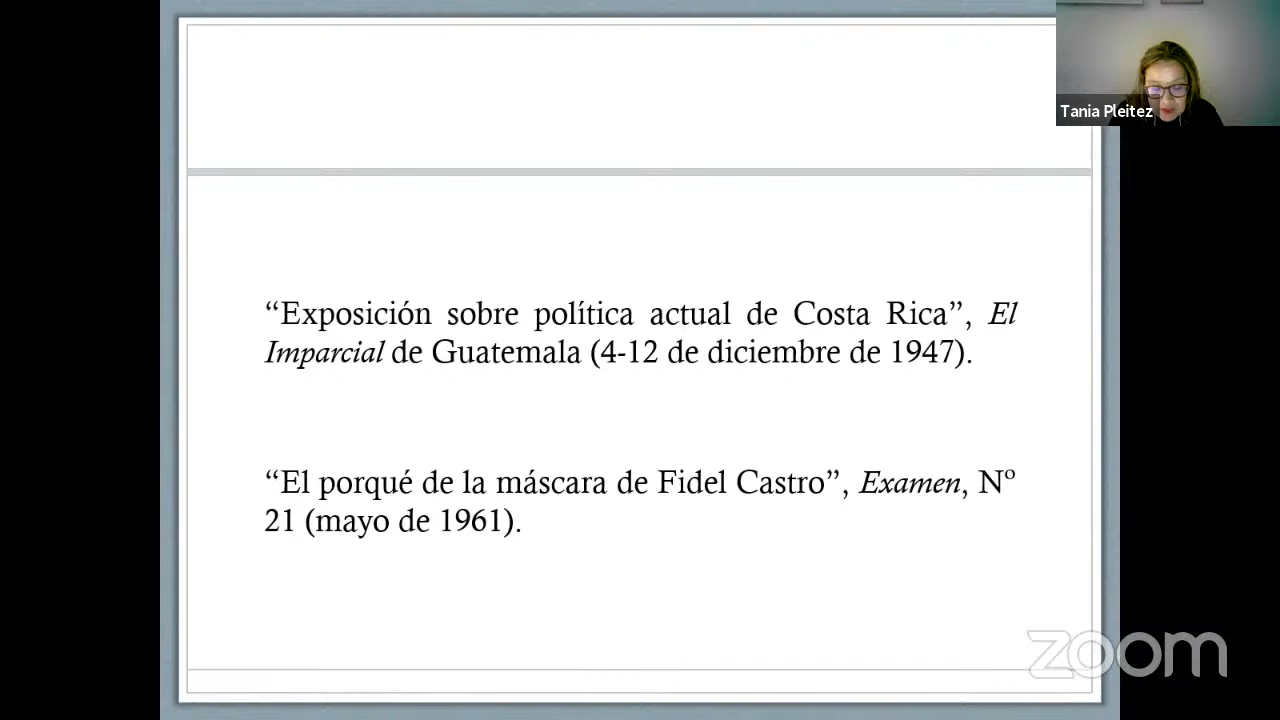 Tania Pleitez
“Exposición sobre política actual de Costa Rica”, El
Imparcial de Guatemala (4-12 de diciembre de 1947).
“El porqué de la máscara de Fidel Castro”, Examen, Nº
21 (mayo de 1961).
zoom